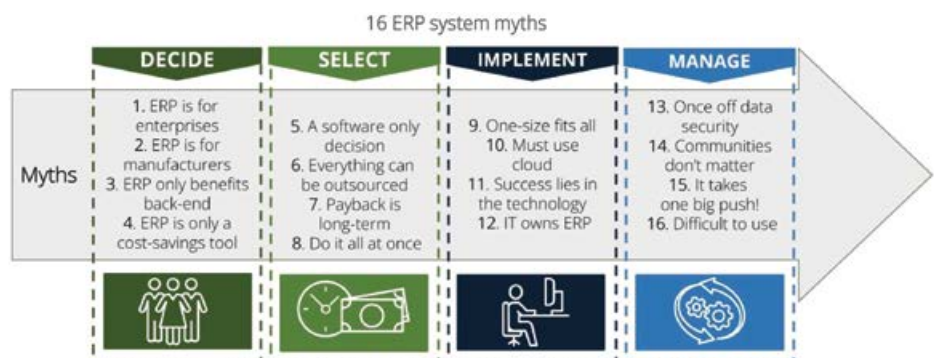 16 ERP system myths
DECIDE
SELECT
IMPLEMENT
MANAGE
Myths
1. ERP is for
enterprises
2. ERP is for
manufacturers
3. ERP only benefits
back-end
4. ERP is only a
cost-savings tool
5. A software only
decision
6. Everything can
be outsourced
7. Payback is
long-term
8. Do it all at once
9. One-size fits all
10. Must use
cloud
11. Success lies in
the technology
12. IT owns ERP
13. Once off data
security
14. Communities
don't matter
15. It takes
one big push!
16. Difficult to use